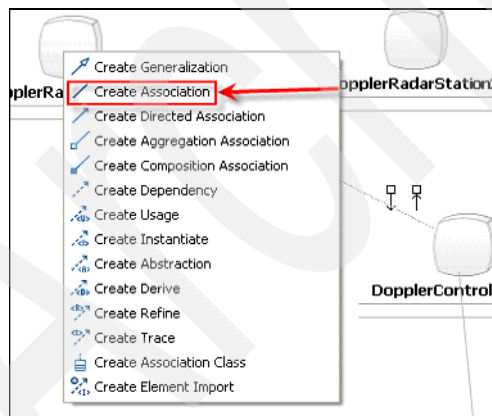 Create Generalization
pplerRa
Create Association
opplerRadarStation
Create Directed Association
Create Aggregation Association
Create Composition Association
Create Dependency
Create Usage
Create Instantiate
Create Abstraction
Create Derive
DopplerControl
Create Refine
Create Trace
Create Association Class
Create Element Import